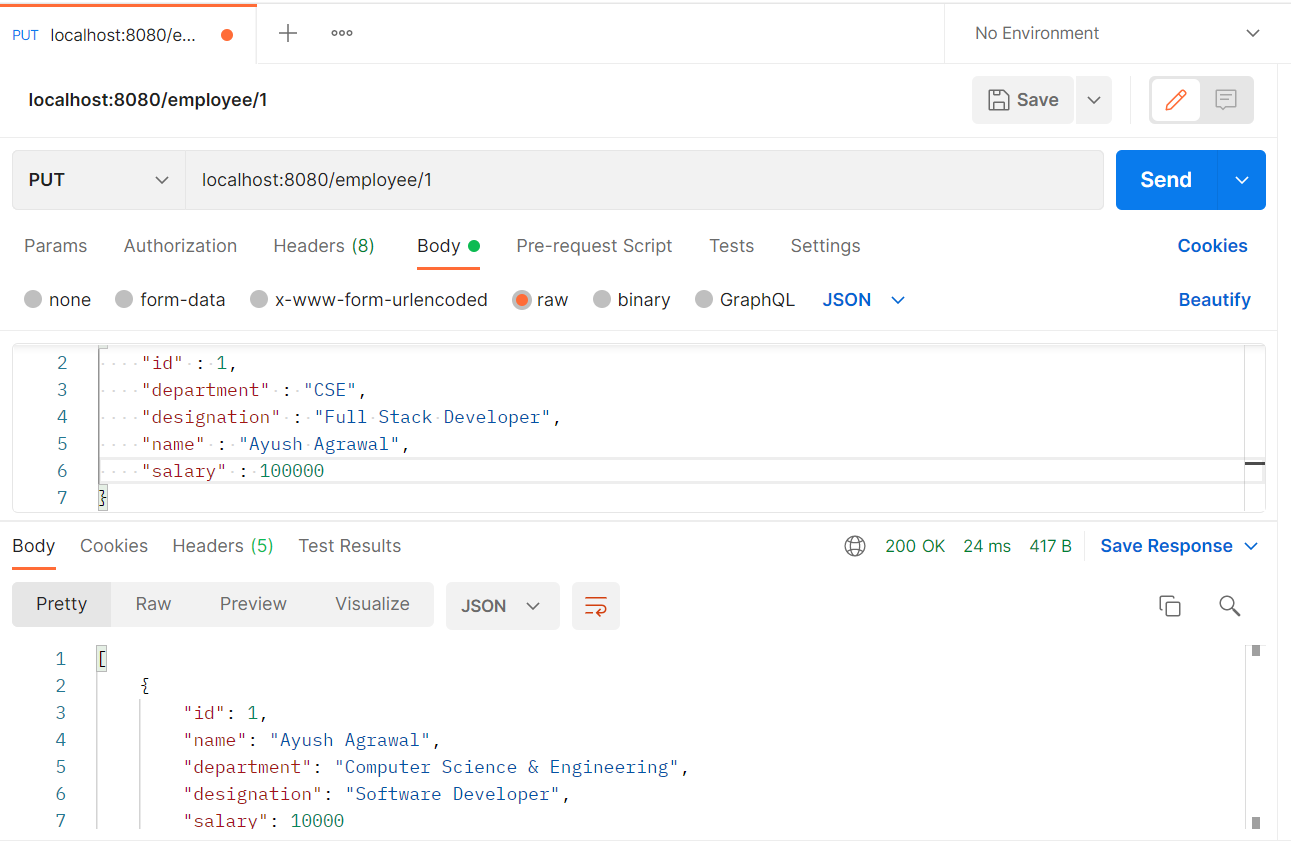 PUT localhost:8080/e... No Environment
localhost:8080/employee/1 Save
PUT localhost:8080/employee/1 Send
Params Authorization Headers (8) Body Pre-request Script Tests Settings Cookies
none form-data x-www-form-urlencoded raw binary GraphQL JSON Beautify
2 "id" : 1,
3 "department" : "CSE",
4 "designation" : "Full Stack Developer",
5 "name" : "Ayush Agrawal",
6 "salary" : 100000
7 }
Body Cookies Headers (5) Test Results 200 OK 24 ms 417 B Save Response
Pretty Raw Preview Visualize JSON
1 [
2 {
3 "id": 1,
4 "name": "Ayush Agrawal",
5 "department": "Computer Science & Engineering",
6 "designation": "Software Developer",
7 "salary": 10000